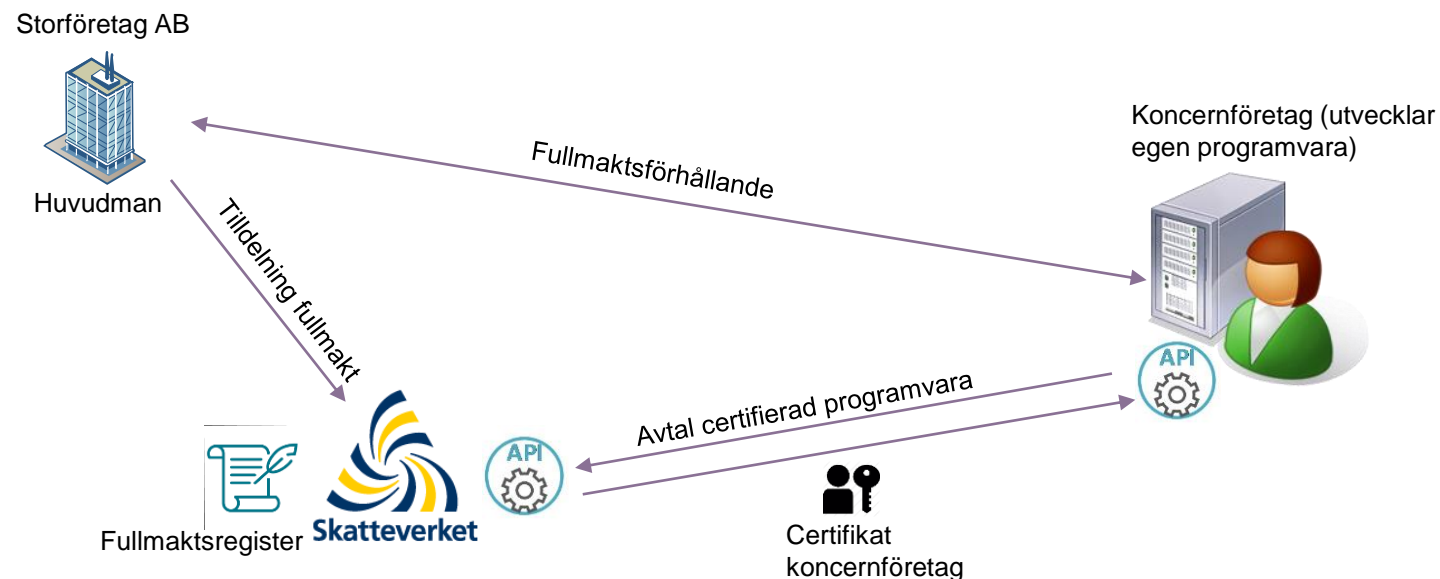 Storföretag AB
Huvudman
Koncernföretag (utvecklar
egen programvara)
Fullmaktsförhållande
Tilldelning fullmakt
API
Avtal certifierad programvara
API
Fullmaktsregister
Skatteverket
Certifikat
koncernföretag